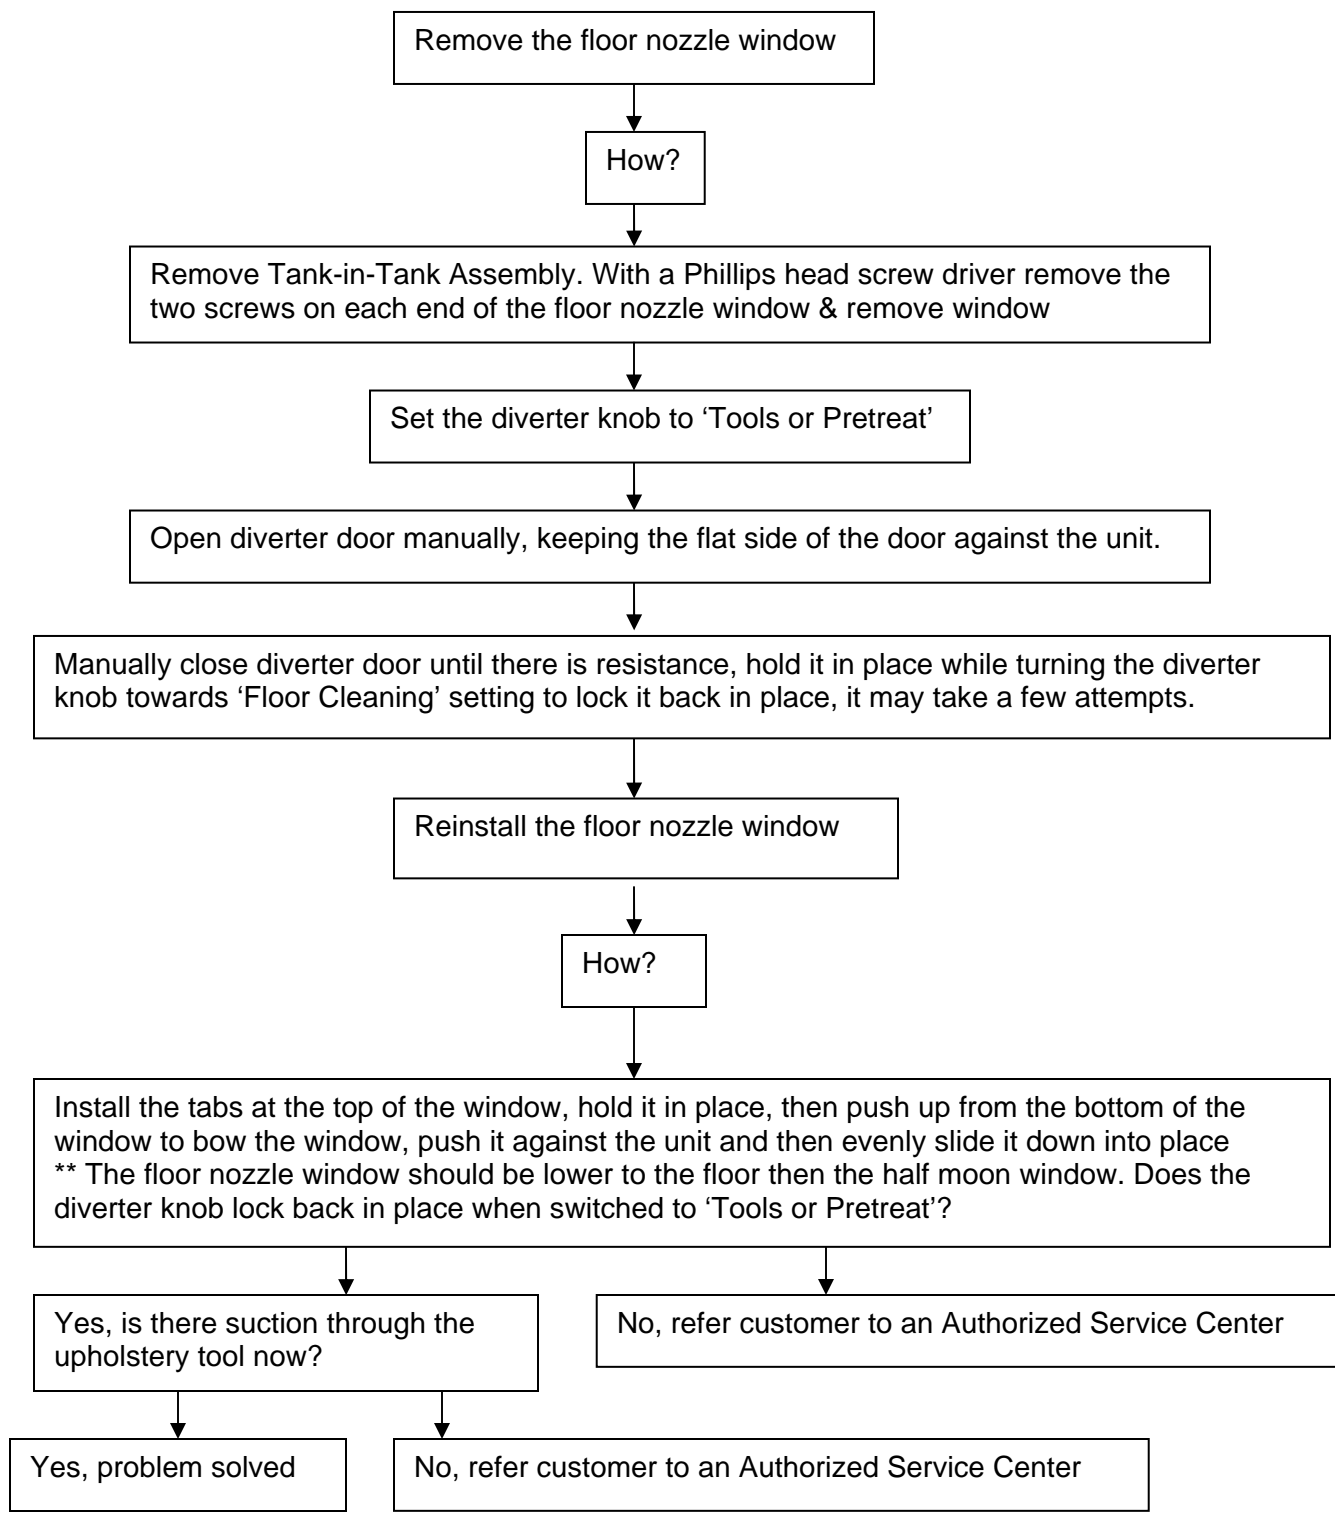 Remove the floor nozzle window
How?
Remove Tank-in-Tank Assembly. With a Phillips head screw driver remove the
two screws on each end of the floor nozzle window & remove window
Set the diverter knob to ‘Tools or Pretreat’
Open diverter door manually, keeping the flat side of the door against the unit.
Manually close diverter door until there is resistance, hold it in place while turning the diverter
knob towards ‘Floor Cleaning’ setting to lock it back in place, it may take a few attempts.
Reinstall the floor nozzle window
How?
Install the tabs at the top of the window, hold it in place, then push up from the bottom of the
window to bow the window, push it against the unit and then evenly slide it down into place
** The floor nozzle window should be lower to the floor then the half moon window. Does the
diverter knob lock back in place when switched to ‘Tools or Pretreat’?
Yes, is there suction through the
upholstery tool now?
No, refer customer to an Authorized Service Center
Yes, problem solved
No, refer customer to an Authorized Service Center